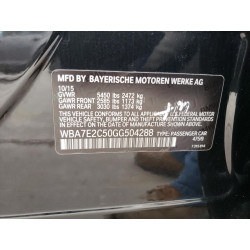 MFD BY BAYERISCHE MOTOREN WERKE AG
10/15
GVWR 5450 lbs 2472 kg
GAWR FRONT 2585 lbs 1173 kg
GAWR REAR 3030 lbs 1374 kg
WBA7E2C50GG504288 TYPE: PASSENGER CAR
THIS VEHICLE CONFORMS TO ALL APPLICABLE U.S. FEDERAL
MOTOR VEHICLE SAFETY, BUMPER, AND THEFT PREVENTION
STANDARDS IN EFFECT ON THE DATE OF MANUFACTURE SHOWN ABOVE.